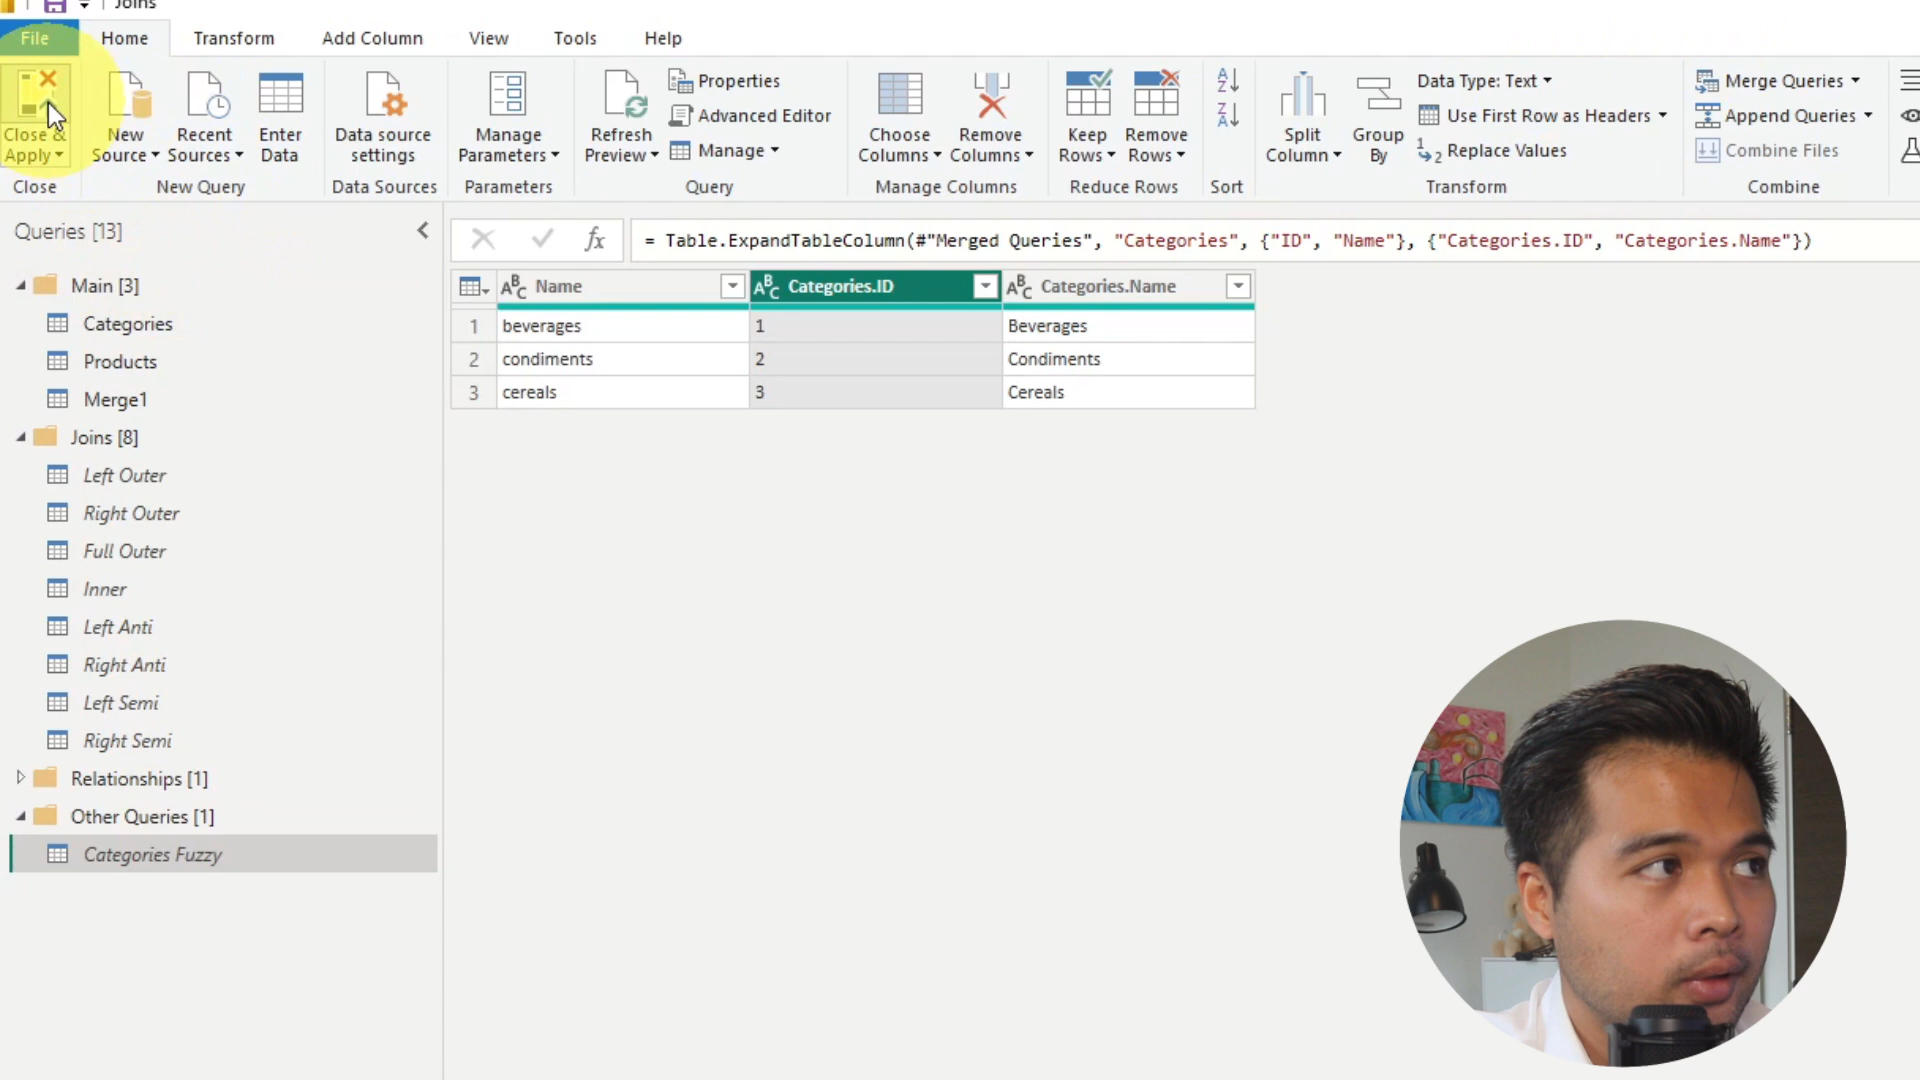 Joins
File Home Transform Add Column View Tools Help
Close & Apply
New Source
Recent Sources
Enter Data
Data source settings
Manage Parameters
Refresh Preview
Properties
Advanced Editor
Manage
Choose Columns
Remove Columns
Keep Rows
Remove Rows
A Z
Z A
Split Column
Group By
Data Type: Text
Use First Row as Headers
1 2 Replace Values
Merge Queries
Append Queries
Combine Files
Close New Query Data Sources Parameters Query Manage Columns Reduce Rows Sort Transform Combine
Queries [13]
fx = Table.ExpandTableColumn(#"Merged Queries", "Categories", {"ID", "Name"}, {"Categories.ID", "Categories.Name"})
Main [3]
Categories
Products
Merge1
Joins [8]
Left Outer
Right Outer
Full Outer
Inner
Left Anti
Right Anti
Left Semi
Right Semi
Relationships [1]
Other Queries [1]
Categories Fuzzy
ABC Name ABC Categories.ID ABC Categories.Name
1 beverages 1 Beverages
2 condiments 2 Condiments
3 cereals 3 Cereals